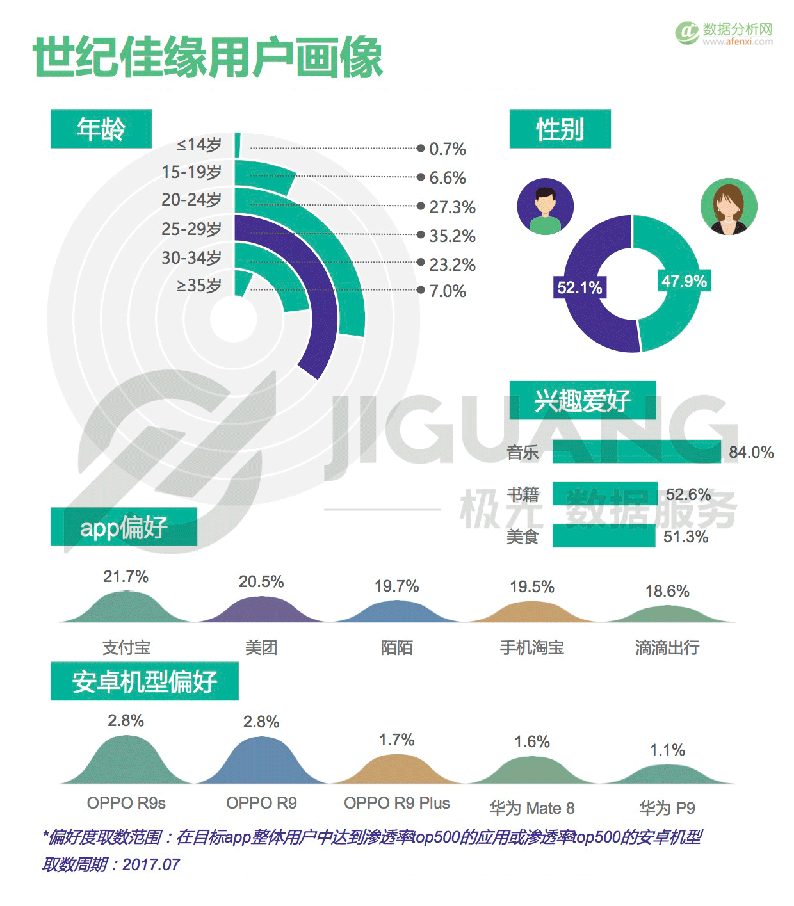 数据分析网
www.afenxi.com
世纪佳缘用户画像
年龄
≤14岁 0.7%
15-19岁 6.6%
20-24岁 27.3%
25-29岁 35.2%
30-34岁 23.2%
≥35岁 7.0%
性别
52.1% 47.9%
兴趣爱好
音乐 84.0%
书籍 52.6%
美食 51.3%
JIGUANG
极光 数据服务
app偏好
21.7% 20.5% 19.7% 19.5% 18.6%
支付宝 美团 陌陌 手机淘宝 滴滴出行
安卓机型偏好
2.8% 2.8% 1.7% 1.6% 1.1%
OPPO R9s OPPO R9 OPPO R9 Plus 华为 Mate 8 华为 P9
*偏好度取数范围：在目标app整体用户中达到渗透率top500的应用或渗透率top500的安卓机型
取数周期：2017.07